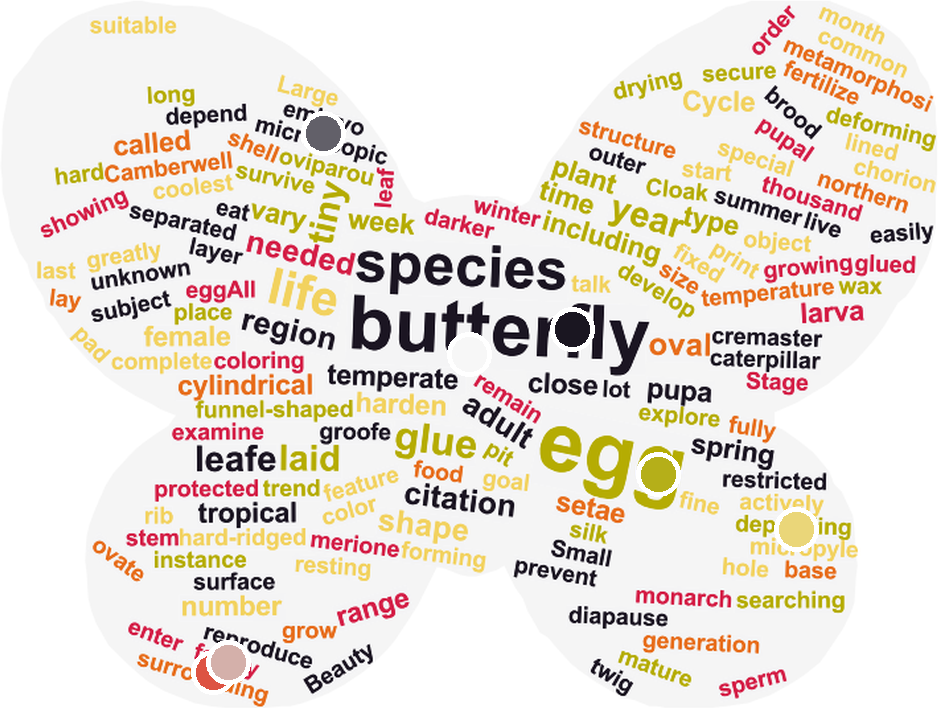 suitable
order
month
common
metamorphosi
fertilize
drying
secure
Cycle
brood
deforming
long
depend
Large
called
shell
oviparou
structure
outer
pupal
lined
special
chorion
hard
Camberwell
coolest
survive
leaf
plant
start
Cloak
thousand
northern
showing
separated
eat
vary
tiny
week
darker
winter
time
year
type
summer
live
easily
layer
needed
species
including
object
fixed
print
growing
glued
last
greatly
unknown
life
talk
develop
size
temperature
wax
lay
subject
eggAll
place
region
butterfly
larva
pad
female
complete
coloring
oval
cremaster
caterpillar
cylindrical
temperate
remain
close
lot
pupa
Stage
funnel-shaped
harden
adult
explore
fully
examine
groofe
glue
pit
egg
spring
leafe
laid
food
goal
restricted
protected
trend
feature
citation
setae
fine
actively
rib
tropical
color
shape
silk
stem
hard-ridged
merione
forming
Small
micropyle
ovate
instance
resting
prevent
hole
base
surface
number
range
monarch
searching
enter
reproduce
grow
diapause
generation
Beauty
twig
mature
sperm